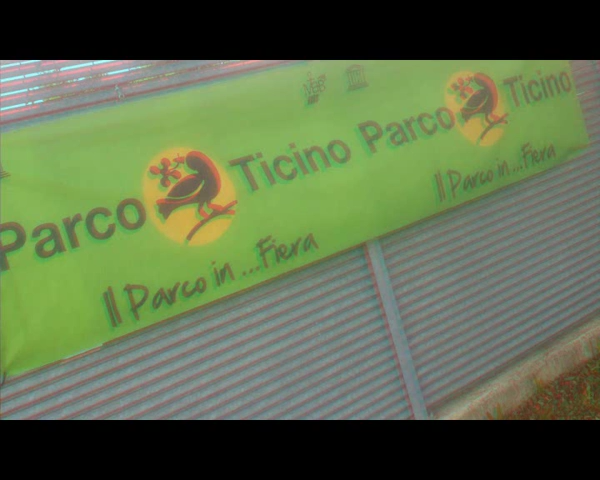 Parco Ticino Parco Ticino
Il Parco in ...Fiera Il Parco in ...Fiera